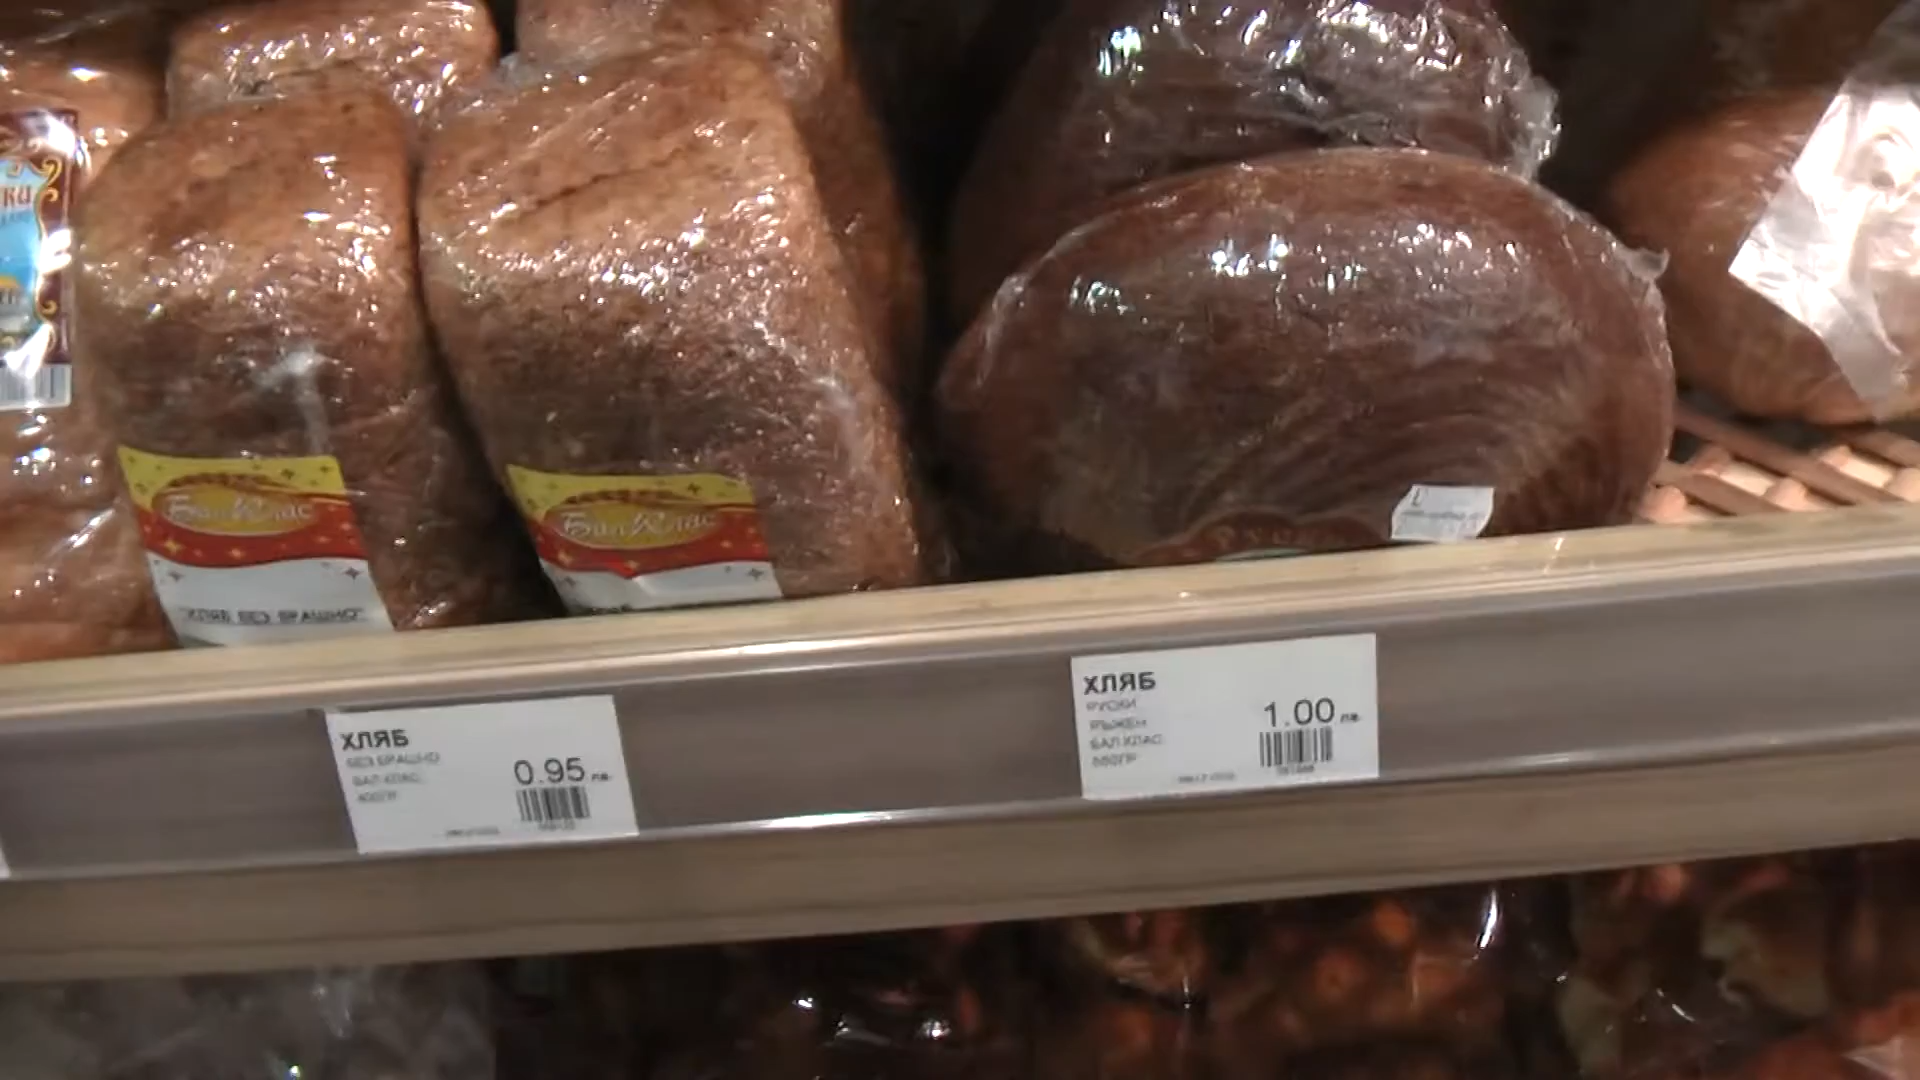 Бал Клас
"ХЛЯБ БЕЗ БРАШНО"
Бал Клас
ХЛЯБ
БЕЗ БРАШНО
БАЛ КЛАС
400ГР
0.95 лв.
ХЛЯБ
РУСКИ
РЪЖЕН
БАЛ КЛАС
1.00 лв.